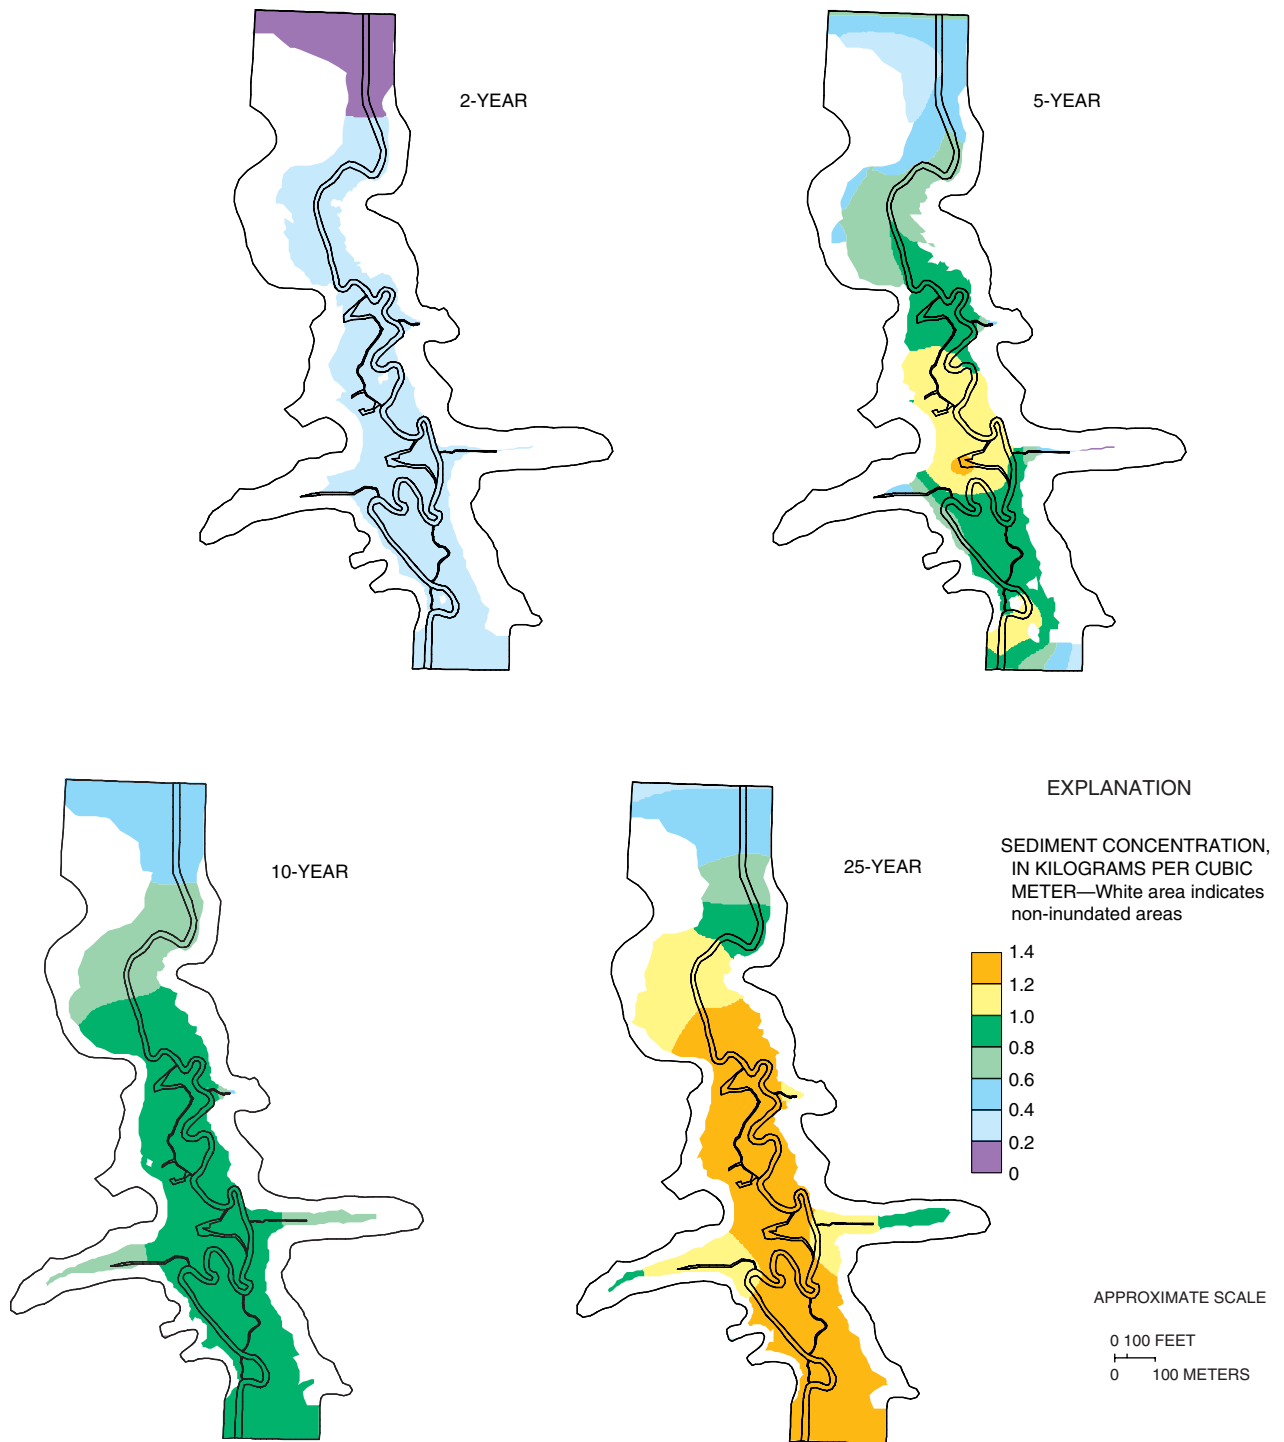 2-YEAR
5-YEAR
10-YEAR
25-YEAR
EXPLANATION
SEDIMENT CONCENTRATION,
IN KILOGRAMS PER CUBIC
METER—White area indicates
non-inundated areas
1.4
1.2
1.0
0.8
0.6
0.4
0.2
0
APPROXIMATE SCALE
0 100 FEET
0 100 METERS